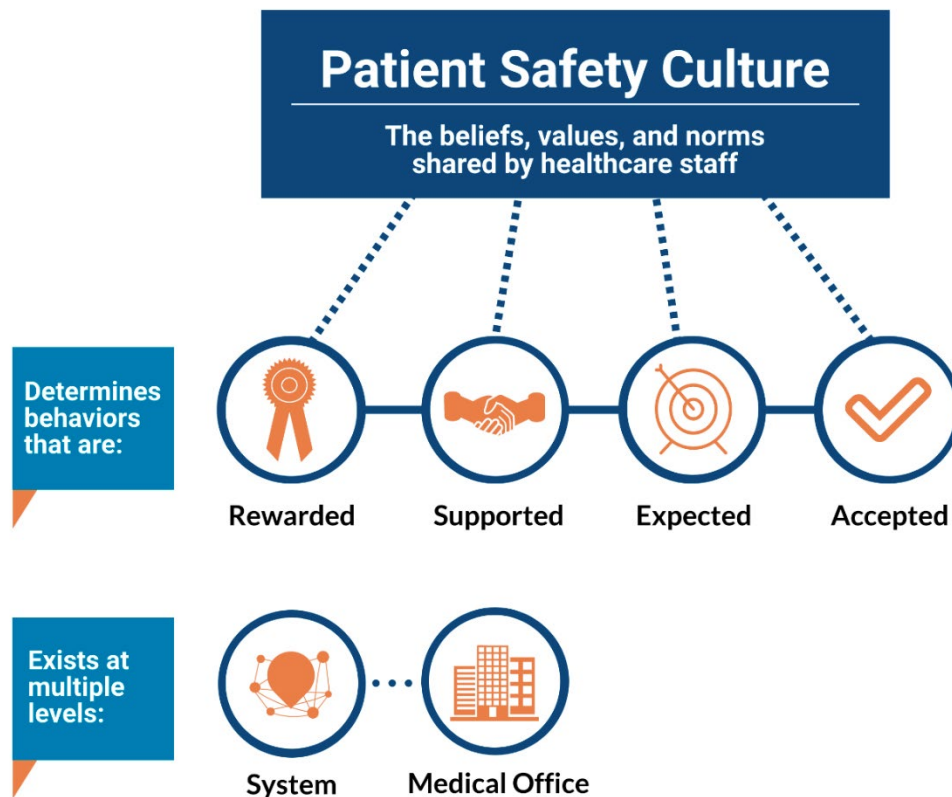 Patient Safety Culture
The beliefs, values, and norms
shared by healthcare staff
Determines
behaviors
that are:
Rewarded
Supported
Expected
Accepted
Exists at
multiple
levels:
System
Medical Office